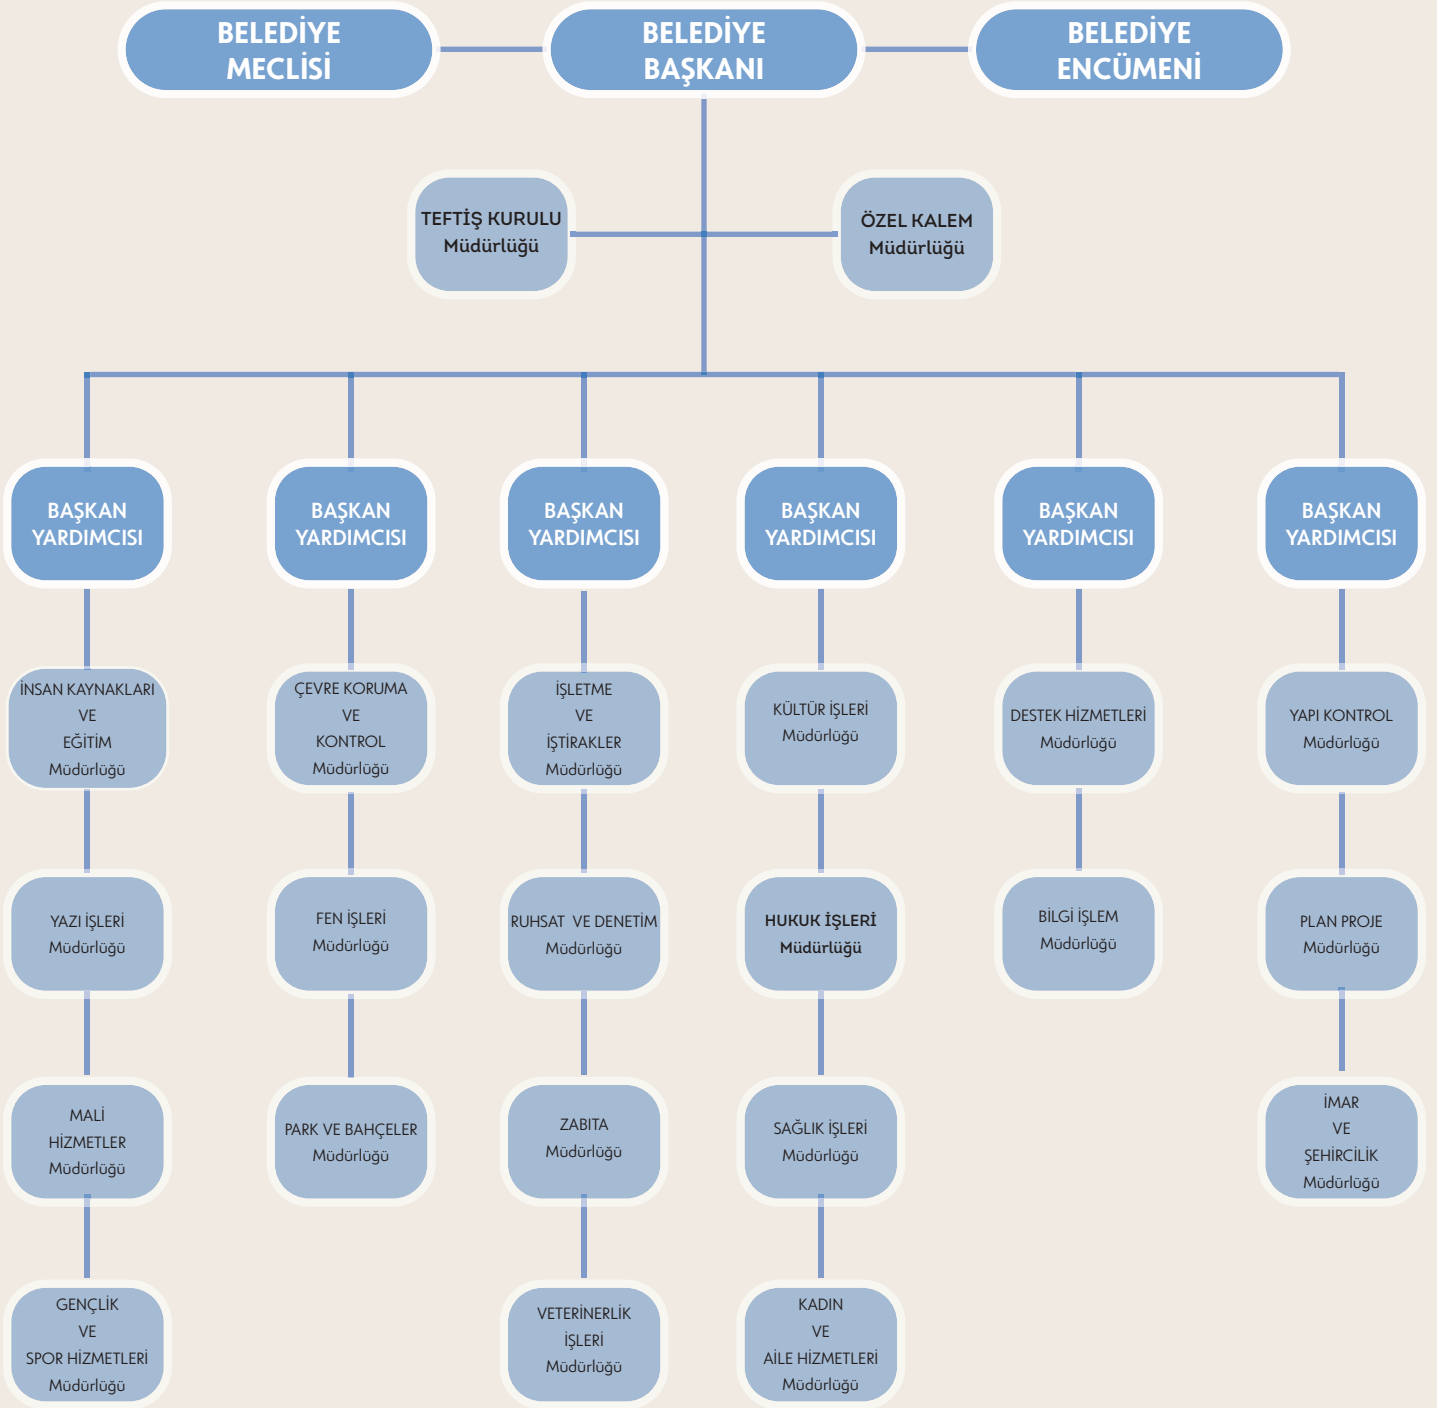 BELEDİYE
MECLİSİ
BELEDİYE
BAŞKANI
BELEDİYE
ENCÜMENİ
TEFTİŞ KURULU
Müdürlüğü
ÖZEL KALEM
Müdürlüğü
BAŞKAN
YARDIMCISI
BAŞKAN
YARDIMCISI
BAŞKAN
YARDIMCISI
BAŞKAN
YARDIMCISI
BAŞKAN
YARDIMCISI
BAŞKAN
YARDIMCISI
İNSAN KAYNAKLARI
VE
EĞİTİM
Müdürlüğü
ÇEVRE KORUMA
VE
KONTROL
Müdürlüğü
İŞLETME
VE
İŞTİRAKLER
Müdürlüğü
KÜLTÜR İŞLERİ
Müdürlüğü
DESTEK HİZMETLERİ
Müdürlüğü
YAPI KONTROL
Müdürlüğü
YAZI İŞLERİ
Müdürlüğü
FEN İŞLERİ
Müdürlüğü
RUHSAT VE DENETİM
Müdürlüğü
HUKUK İŞLERİ
Müdürlüğü
BİLGİ İŞLEM
Müdürlüğü
PLAN PROJE
Müdürlüğü
MALİ
HİZMETLER
Müdürlüğü
PARK VE BAHÇELER
Müdürlüğü
ZABITA
Müdürlüğü
SAĞLIK İŞLERİ
Müdürlüğü
İMAR
VE
ŞEHİRCİLİK
Müdürlüğü
GENÇLİK
VE
SPOR HİZMETLERİ
Müdürlüğü
VETERİNERLİK
İŞLERİ
Müdürlüğü
KADIN
VE
AİLE HİZMETLERİ
Müdürlüğü